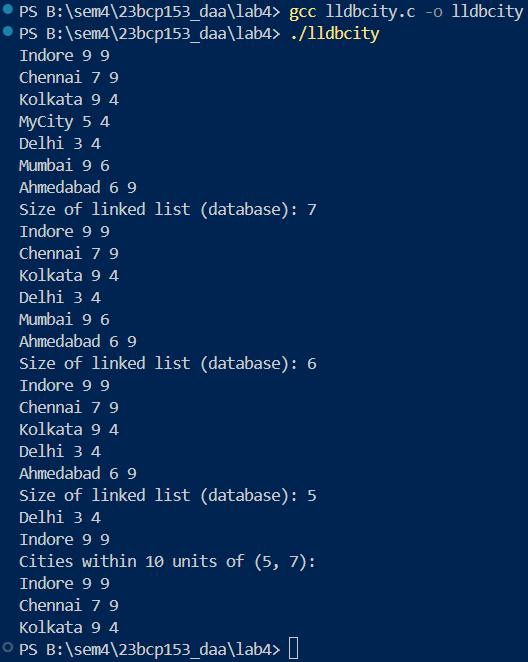 PS B:\sem4\23bcp153_daa\lab4> gcc lldbcity.c -o lldbcity
PS B:\sem4\23bcp153_daa\lab4> ./lldbcity
Indore 9 9
Chennai 7 9
Kolkata 9 4
MyCity 5 4
Delhi 3 4
Mumbai 9 6
Ahmedabad 6 9
Size of linked list (database): 7
Indore 9 9
Chennai 7 9
Kolkata 9 4
Delhi 3 4
Mumbai 9 6
Ahmedabad 6 9
Size of linked list (database): 6
Indore 9 9
Chennai 7 9
Kolkata 9 4
Delhi 3 4
Ahmedabad 6 9
Size of linked list (database): 5
Delhi 3 4
Indore 9 9
Cities within 10 units of (5, 7):
Indore 9 9
Chennai 7 9
Kolkata 9 4
PS B:\sem4\23bcp153_daa\lab4>